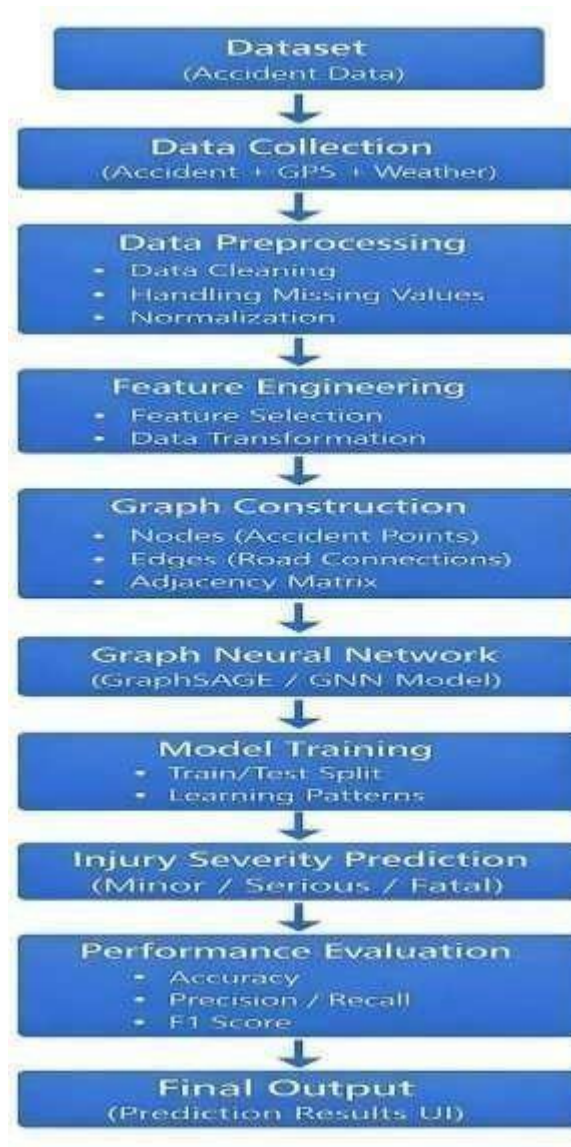 Dataset
(Accident Data)
Data Collection
(Accident + GPS + Weather)
Data Preprocessing
• Data Cleaning
• Handling Missing Values
• Normalization
Feature Engineering
• Feature Selection
• Data Transformation
Graph Construction
• Nodes (Accident Points)
• Edges (Road Connections)
• Adjacency Matrix
Graph Neural Network
(GraphSAGE / GNN Model)
Model Training
• Train/Test Split
• Learning Patterns
Injury Severity Prediction
(Minor / Serious / Fatal)
Performance Evaluation
• Accuracy
• Precision / Recall
• F1 Score
Final Output
(Prediction Results UI)